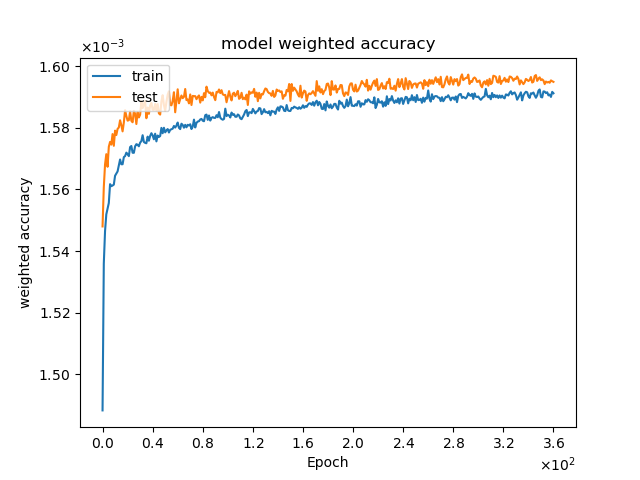 model weighted accuracy
×10⁻³
train
test
1.60
1.58
1.56
1.54
1.52
1.50
weighted accuracy
0.0 0.4 0.8 1.2 1.6 2.0 2.4 2.8 3.2 3.6
Epoch
×10²